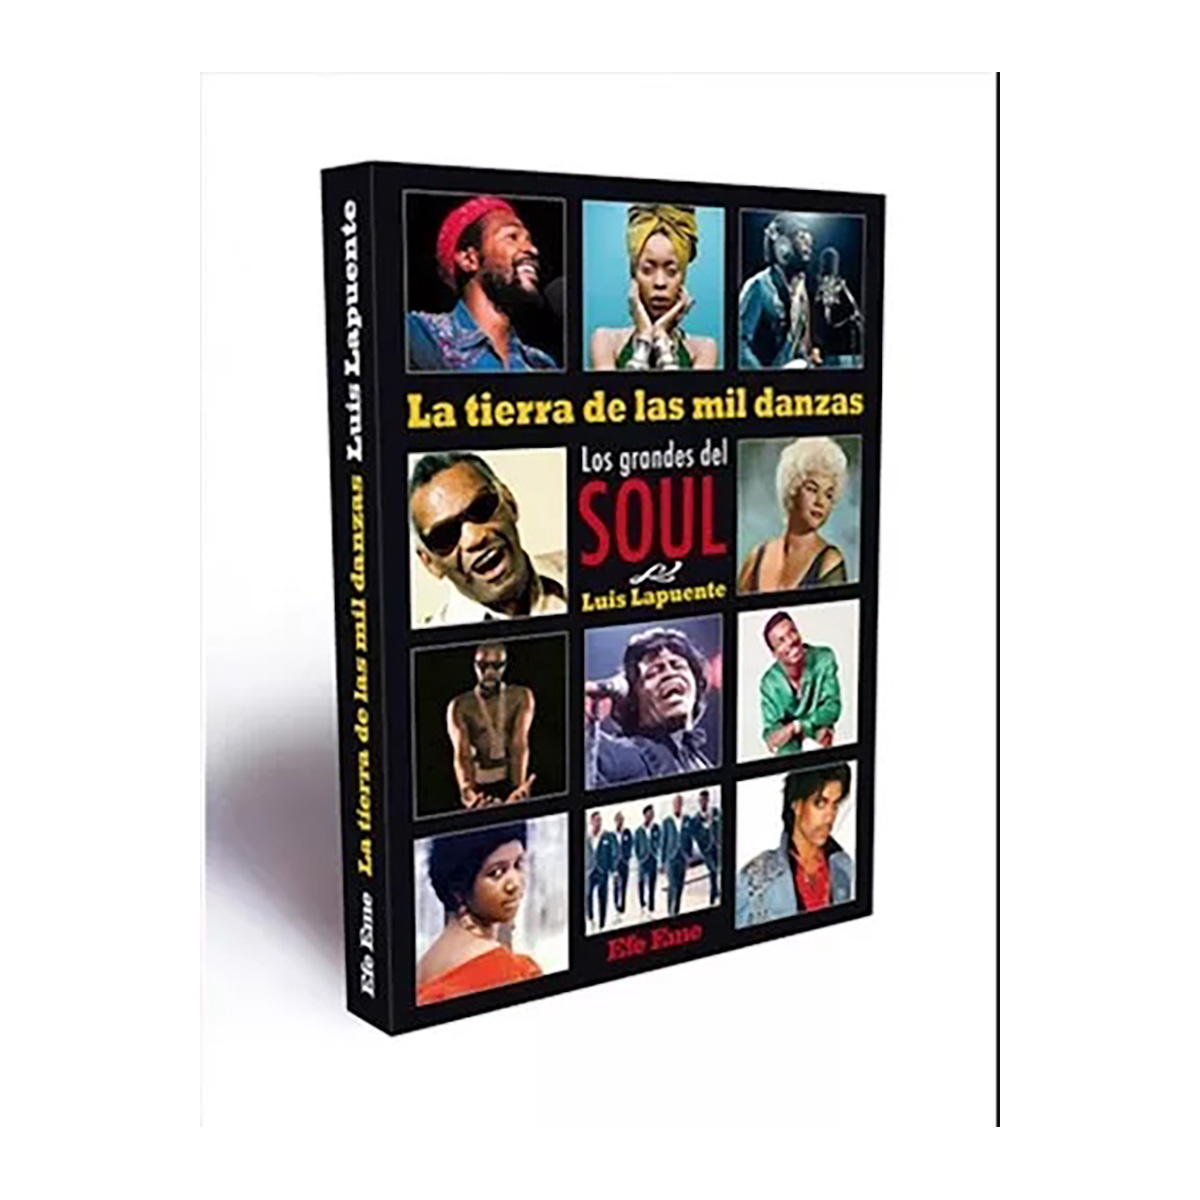 La tierra de las mil danzas
Los grandes del
SOUL
Luis Lapuente
Efe Eme
Efe Eme La tierra de las mil danzas Luis Lapuente